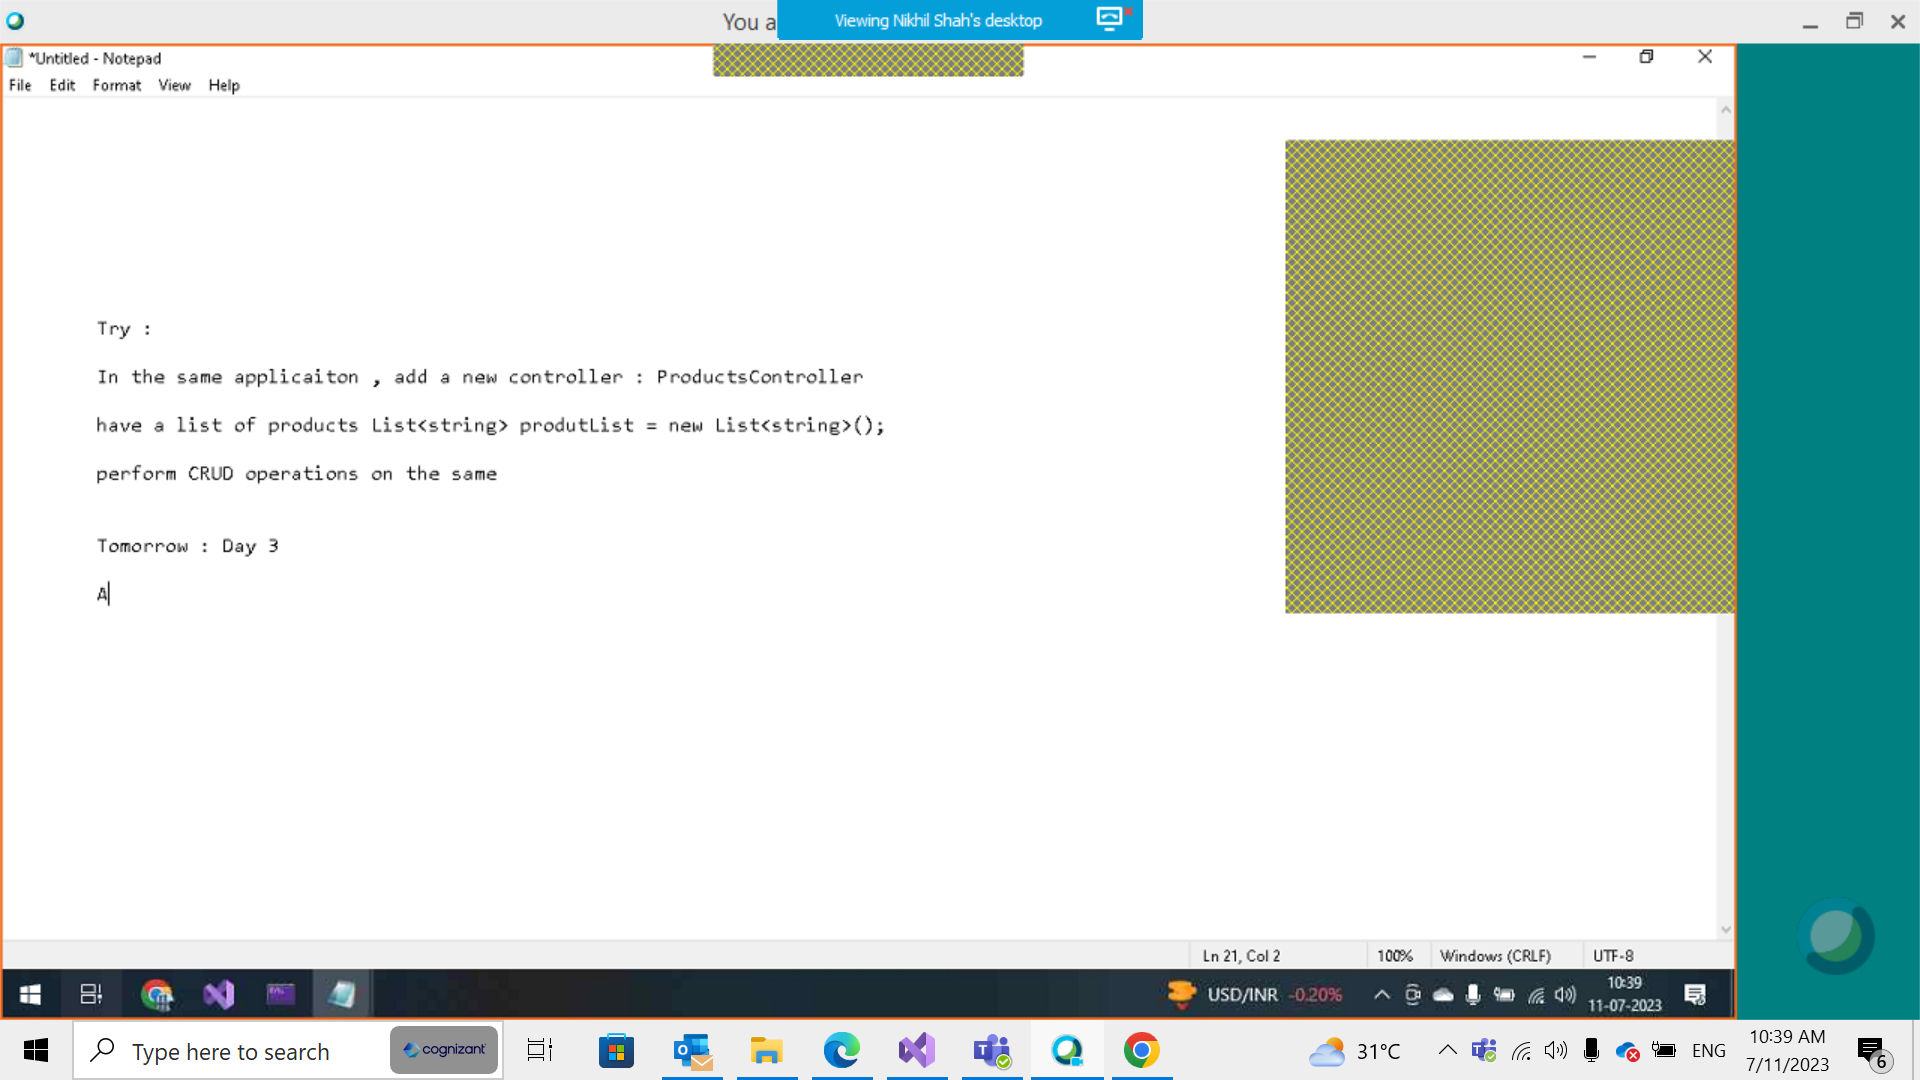 You a
Viewing Nikhil Shah's desktop
*Untitled - Notepad
File Edit Format View Help
Try :
In the same applicaiton , add a new controller : ProductsController
have a list of products List<string> produtList = new List<string>();
perform CRUD operations on the same
Tomorrow : Day 3
A
Ln 21, Col 2
100%
Windows (CRLF)
UTF-8
USD/INR -0.20%
10:39
11-07-2023
Type here to search
cognizant
31°C
ENG
10:39 AM
7/11/2023
6